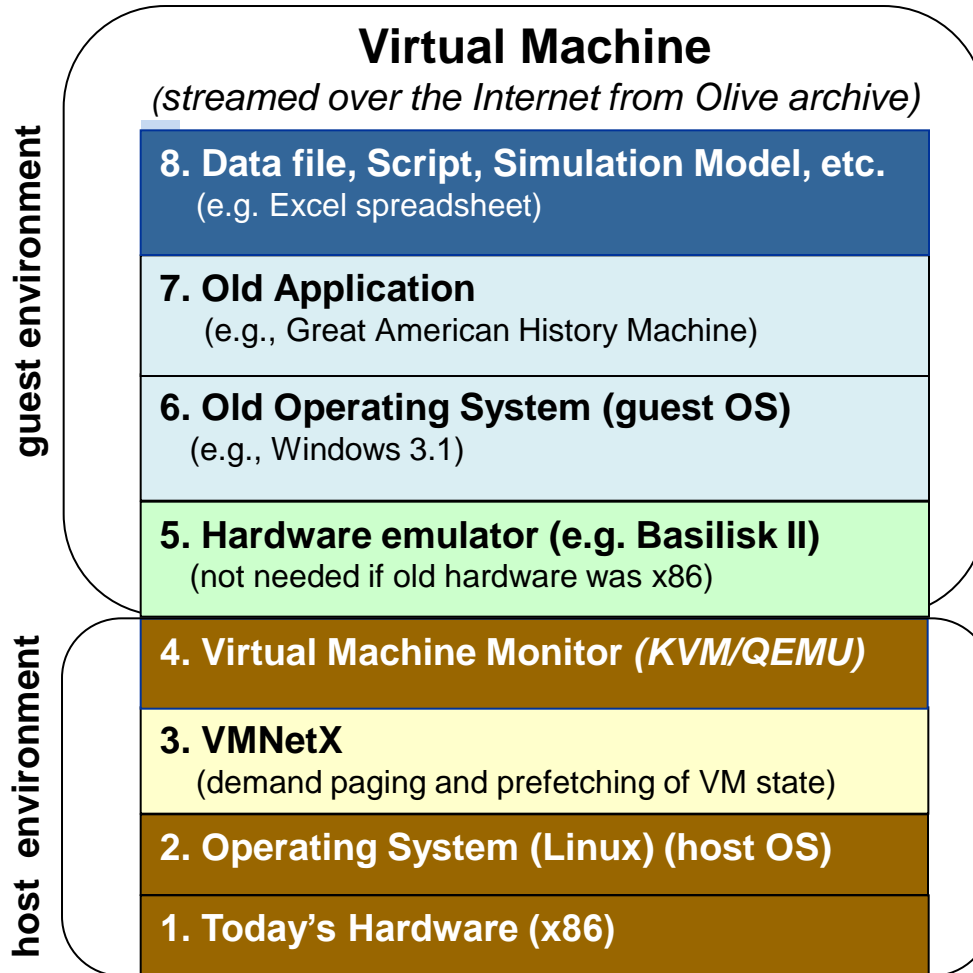 Virtual Machine
(streamed over the Internet from Olive archive)
guest environment
8. Data file, Script, Simulation Model, etc.
(e.g. Excel spreadsheet)
7. Old Application
(e.g., Great American History Machine)
6. Old Operating System (guest OS)
(e.g., Windows 3.1)
5. Hardware emulator (e.g. Basilisk II)
(not needed if old hardware was x86)
host environment
4. Virtual Machine Monitor (KVM/QEMU)
3. VMNetX
(demand paging and prefetching of VM state)
2. Operating System (Linux) (host OS)
1. Today’s Hardware (x86)